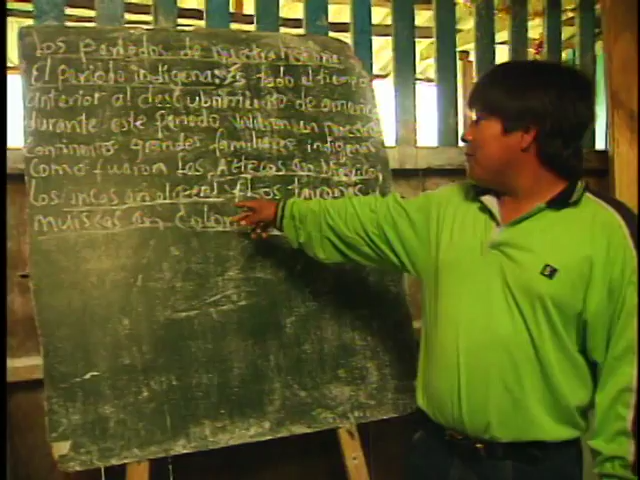 Los periodos de nuestra historia
El periodo indigena: Es todo el tiempo
anterior al descubrimiento de america
durante este periodo vivieron en nuestro
continente grandes familias indigenas
como fueron Los Aztecas en Mexico,
Los incas en el peru y Los taironas y
muiscas en Colom